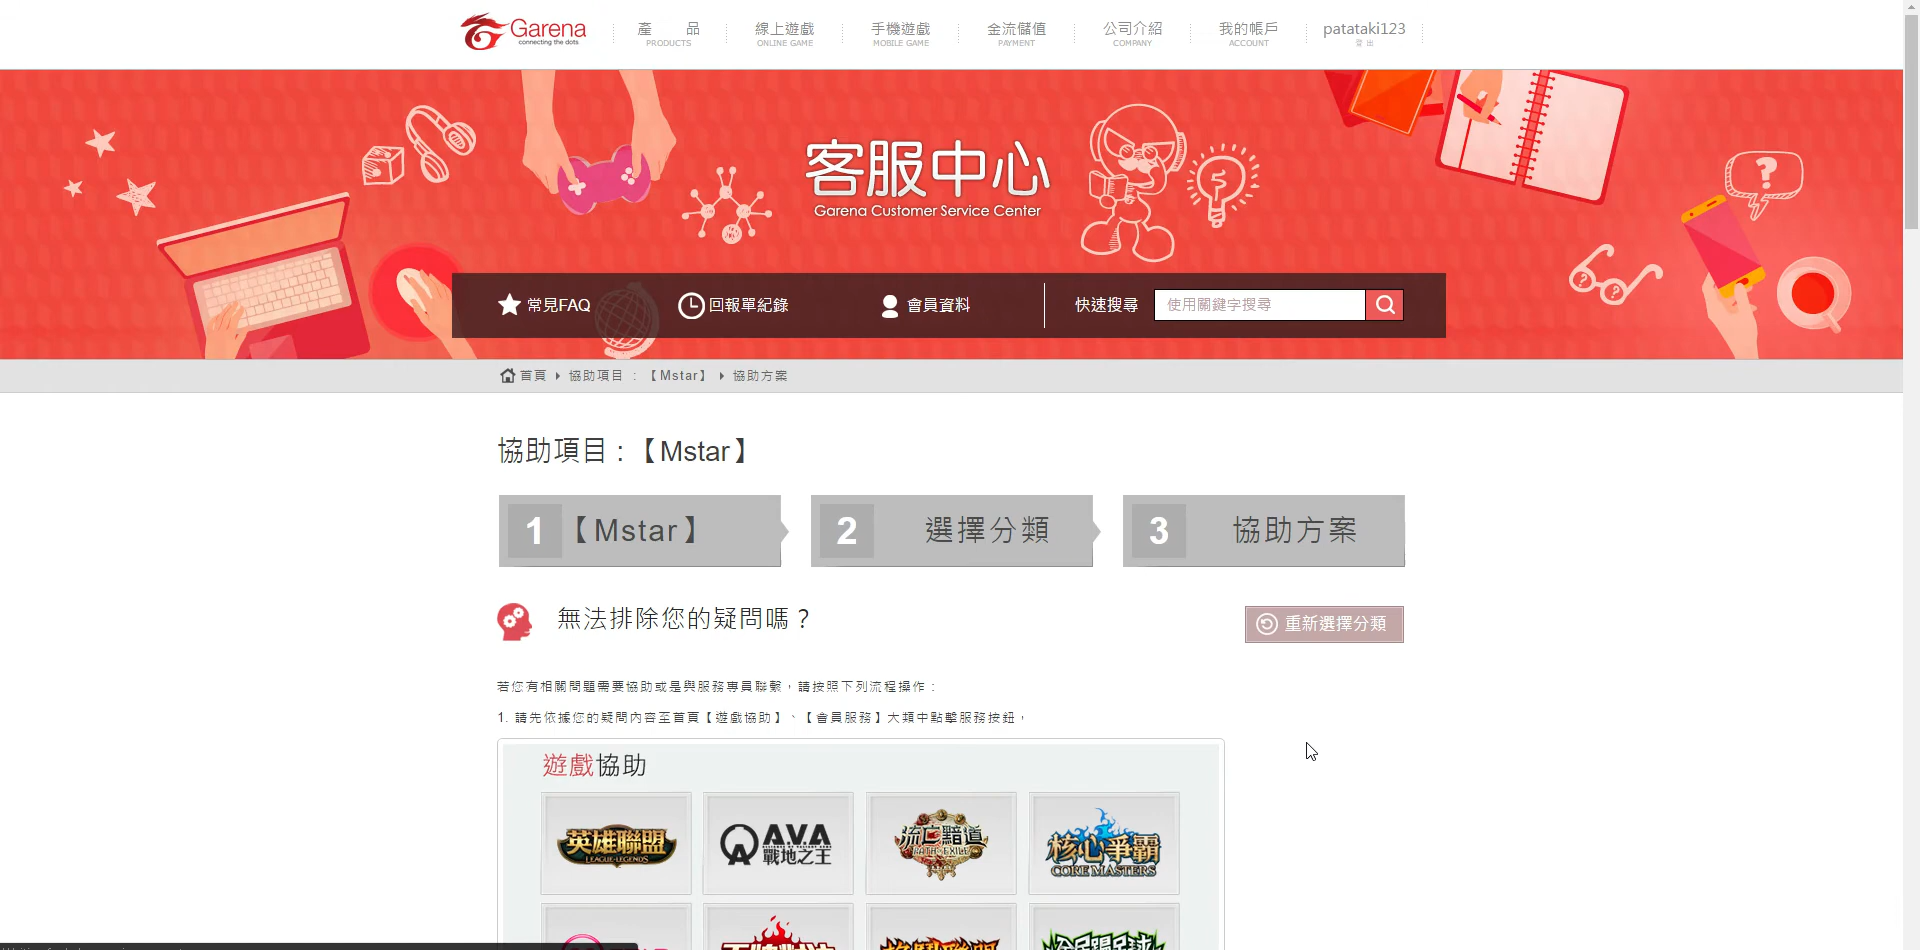 Garena
connecting the dots
產 品
PRODUCTS
線上遊戲
ONLINE GAME
手機遊戲
MOBILE GAME
金流儲值
PAYMENT
公司介紹
COMPANY
我的帳戶
ACCOUNT
patataki123
登出
客服中心
Garena Customer Service Center
常見FAQ
回報單紀錄
會員資料
快速搜尋
使用關鍵字搜尋
首頁 協助項目 : 【Mstar】 協助方案
協助項目 : 【Mstar】
1 【Mstar】
2 選擇分類
3 協助方案
無法排除您的疑問嗎?
重新選擇分類
若您有相關問題需要協助或是與服務專員聯繫,請按照下列流程操作:
1. 請先依據您的疑問內容至首頁【遊戲協助】、【會員服務】大類中點擊服務按鈕,
遊戲協助
英雄聯盟
LEAGUE LEGENDS
AVA
戰地之王
流亡黯道
PATH EXILE
核心爭霸
CORE MASTERS